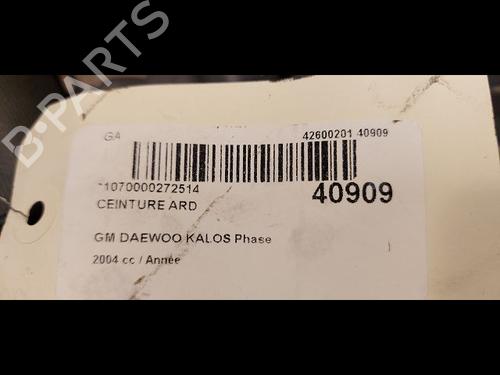 GA 42600201 40909
*1070000272514 40909
CEINTURE ARD
GM DAEWOO KALOS Phase
2004 cc / Année
B-PARTS